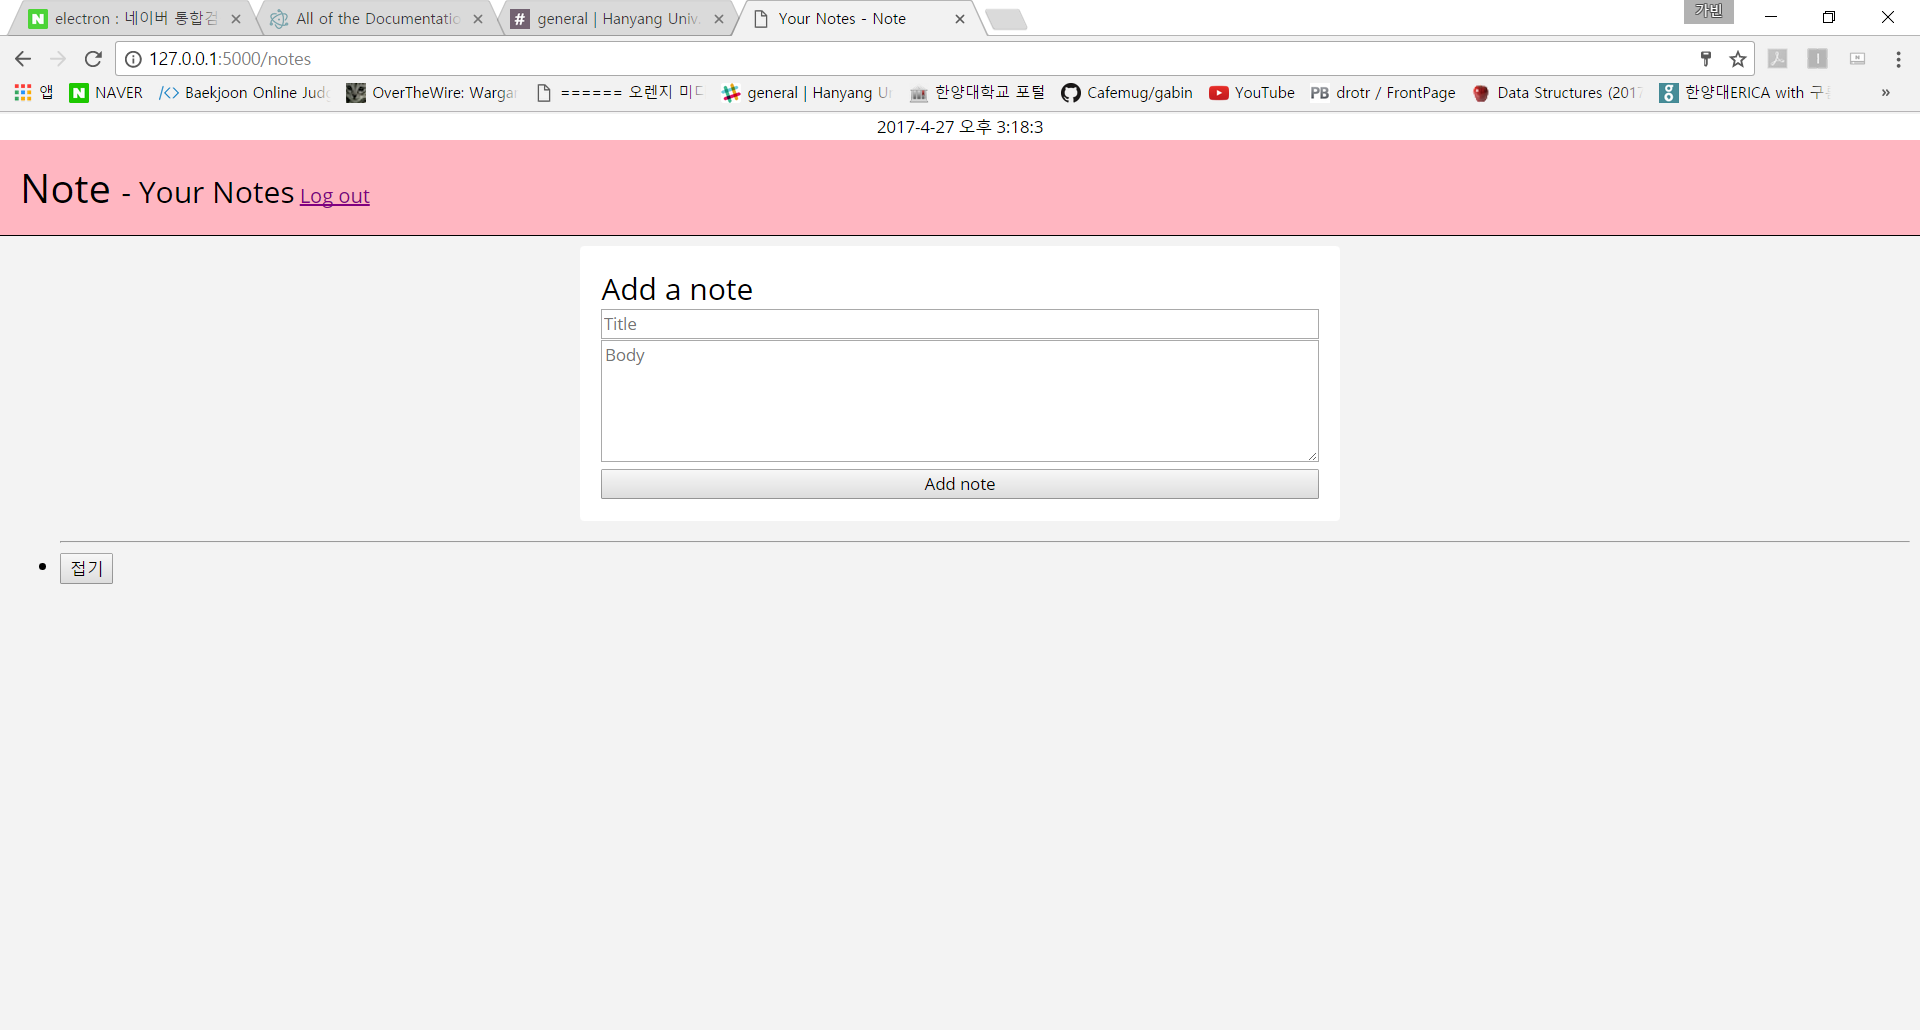 electron : 네이버 통합검
All of the Documentatio
general | Hanyang Univ.
Your Notes - Note
가빈
127.0.0.1:5000/notes
앱 NAVER Baekjoon Online Judg OverTheWire: Wargar ====== 오렌지 미디 general | Hanyang Un 한양대학교 포털 Cafemug/gabin YouTube PB drotr / FrontPage Data Structures (2017 한양대ERICA with 구름 »
2017-4-27 오후 3:18:3
Note - Your Notes Log out
Add a note
Title
Body
Add note
접기